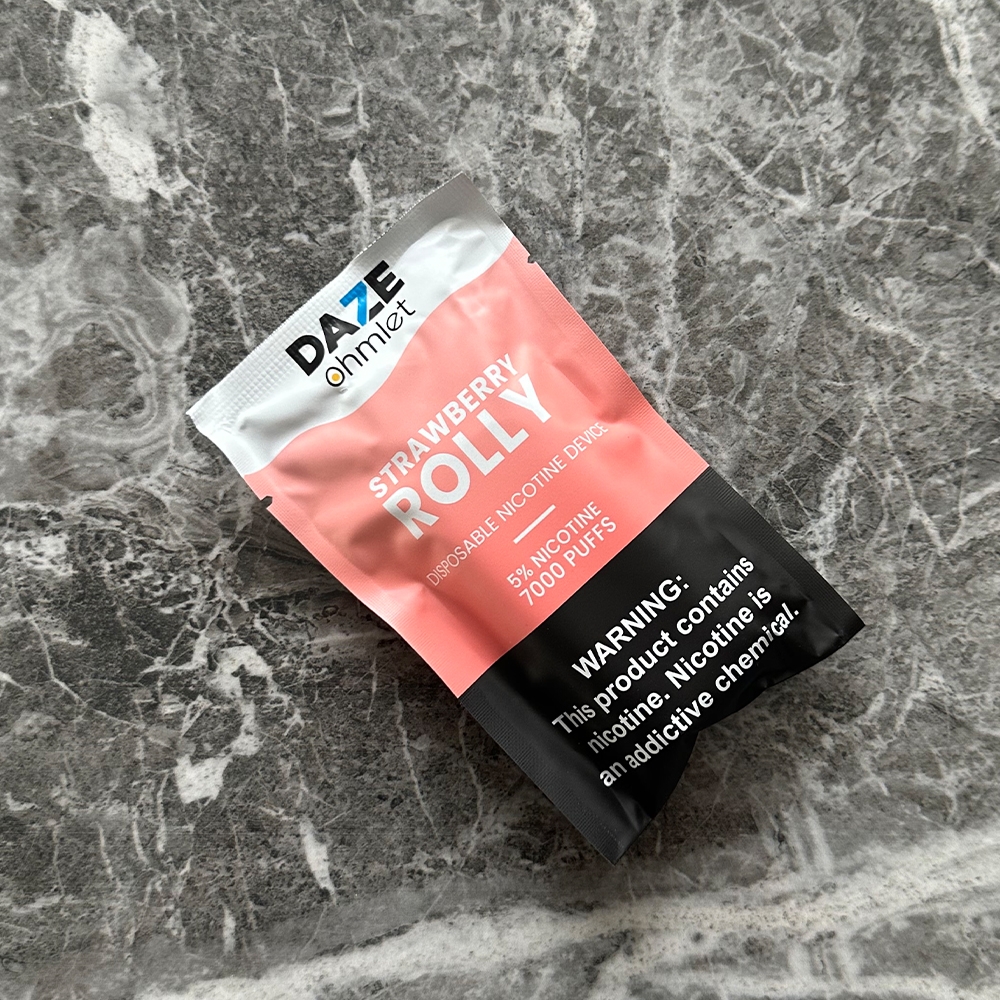 DAZE
ohmlet
STRAWBERRY
ROLLY
DISPOSABLE NICOTINE DEVICE
5% NICOTINE
7000 PUFFS
WARNING:
This product contains
nicotine. Nicotine is
an addictive chemical.